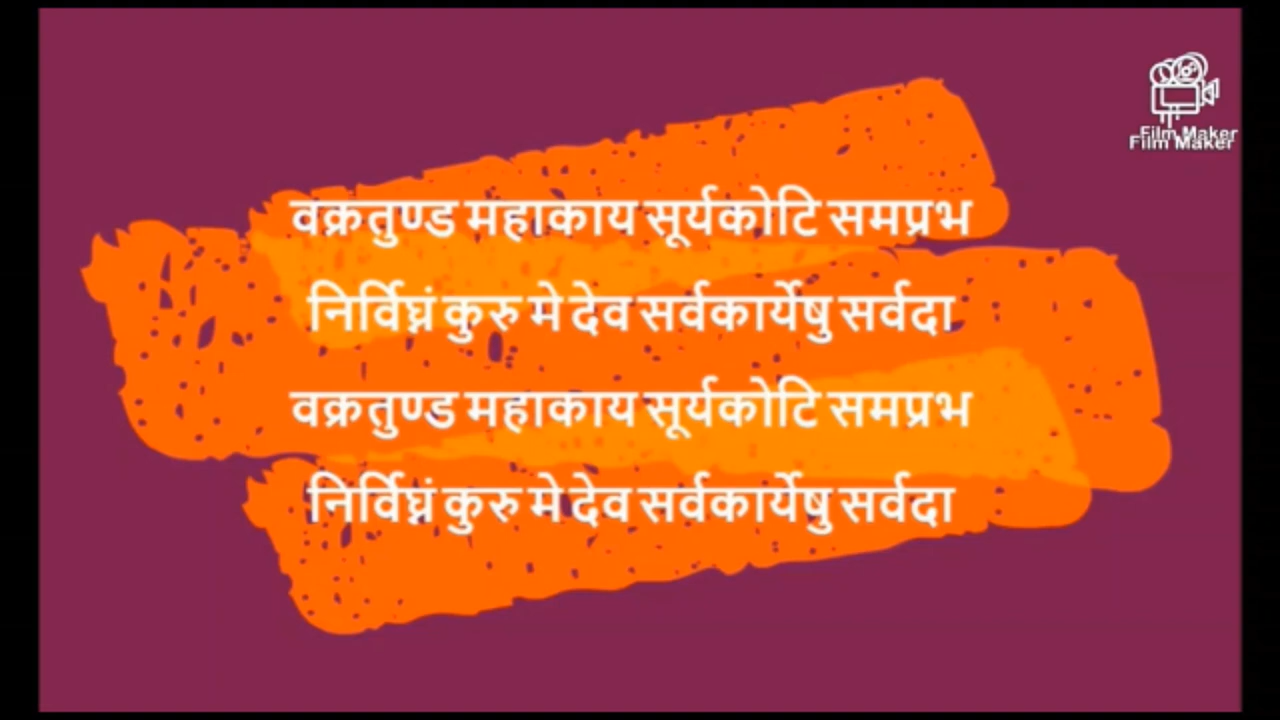 Film Maker
Film Maker
वक्रतुण्ड महाकाय सूर्यकोटि समप्रभ
निर्विघ्नं कुरु मे देव सर्वकार्येषु सर्वदा
वक्रतुण्ड महाकाय सूर्यकोटि समप्रभ
निर्विघ्नं कुरु मे देव सर्वकार्येषु सर्वदा